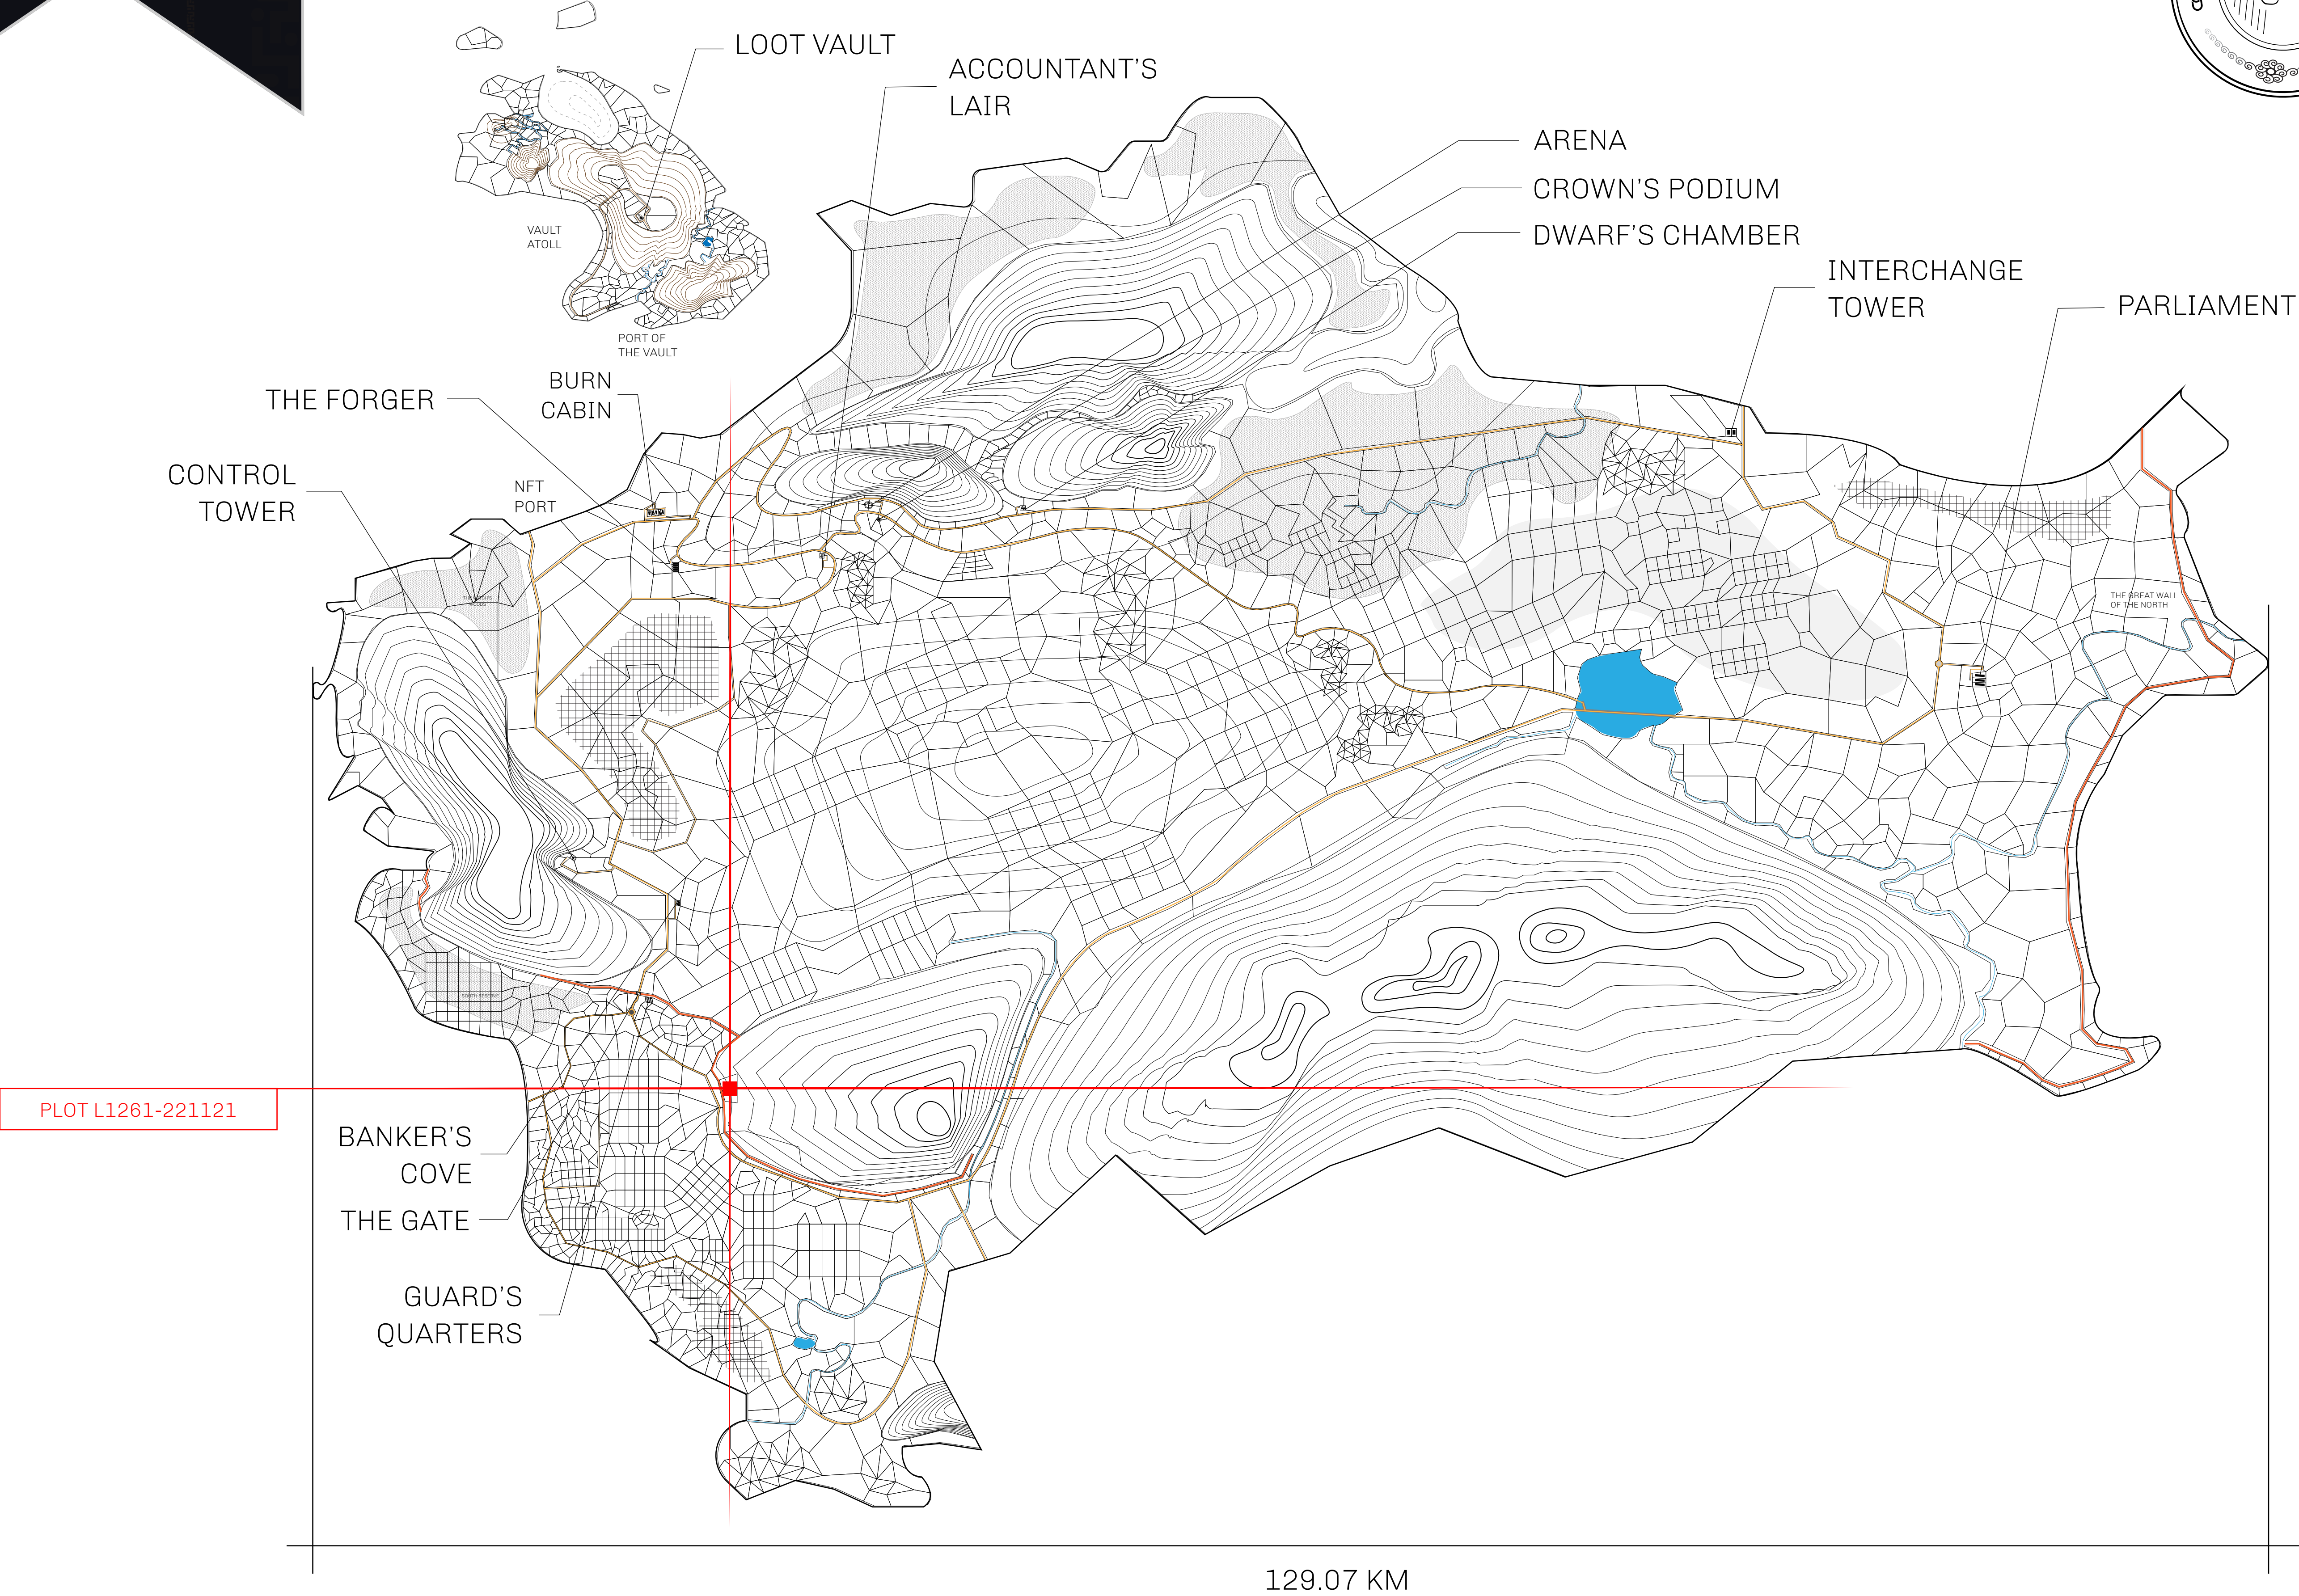 LOOT VAULT
ACCOUNTANT'S
LAIR
ARENA
CROWN'S PODIUM
DWARF'S CHAMBER
VAULT
ATOLL
INTERCHANGE
TOWER
PARLIAMENT
PORT OF
THE VAULT
BURN
CABIN
THE FORGER
CONTROL
TOWER
NFT
PORT
THE GREAT WALL
OF THE NORTH
SOUTH RESERVE
PLOT L1261-221121
BANKER'S
COVE
THE GATE
GUARD'S
QUARTERS
129.07 KM